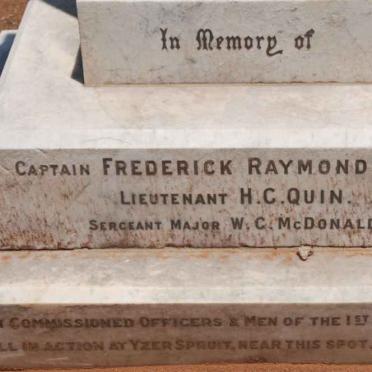 In Memory of
CAPTAIN FREDERICK RAYMOND
LIEUTENANT H.C.QUIN.
SERGEANT MAJOR W.C.MCDONALD
COMMISSIONED OFFICERS & MEN OF THE 1ST
IN ACTION AT YZER SPRUIT, NEAR THIS SPOT,